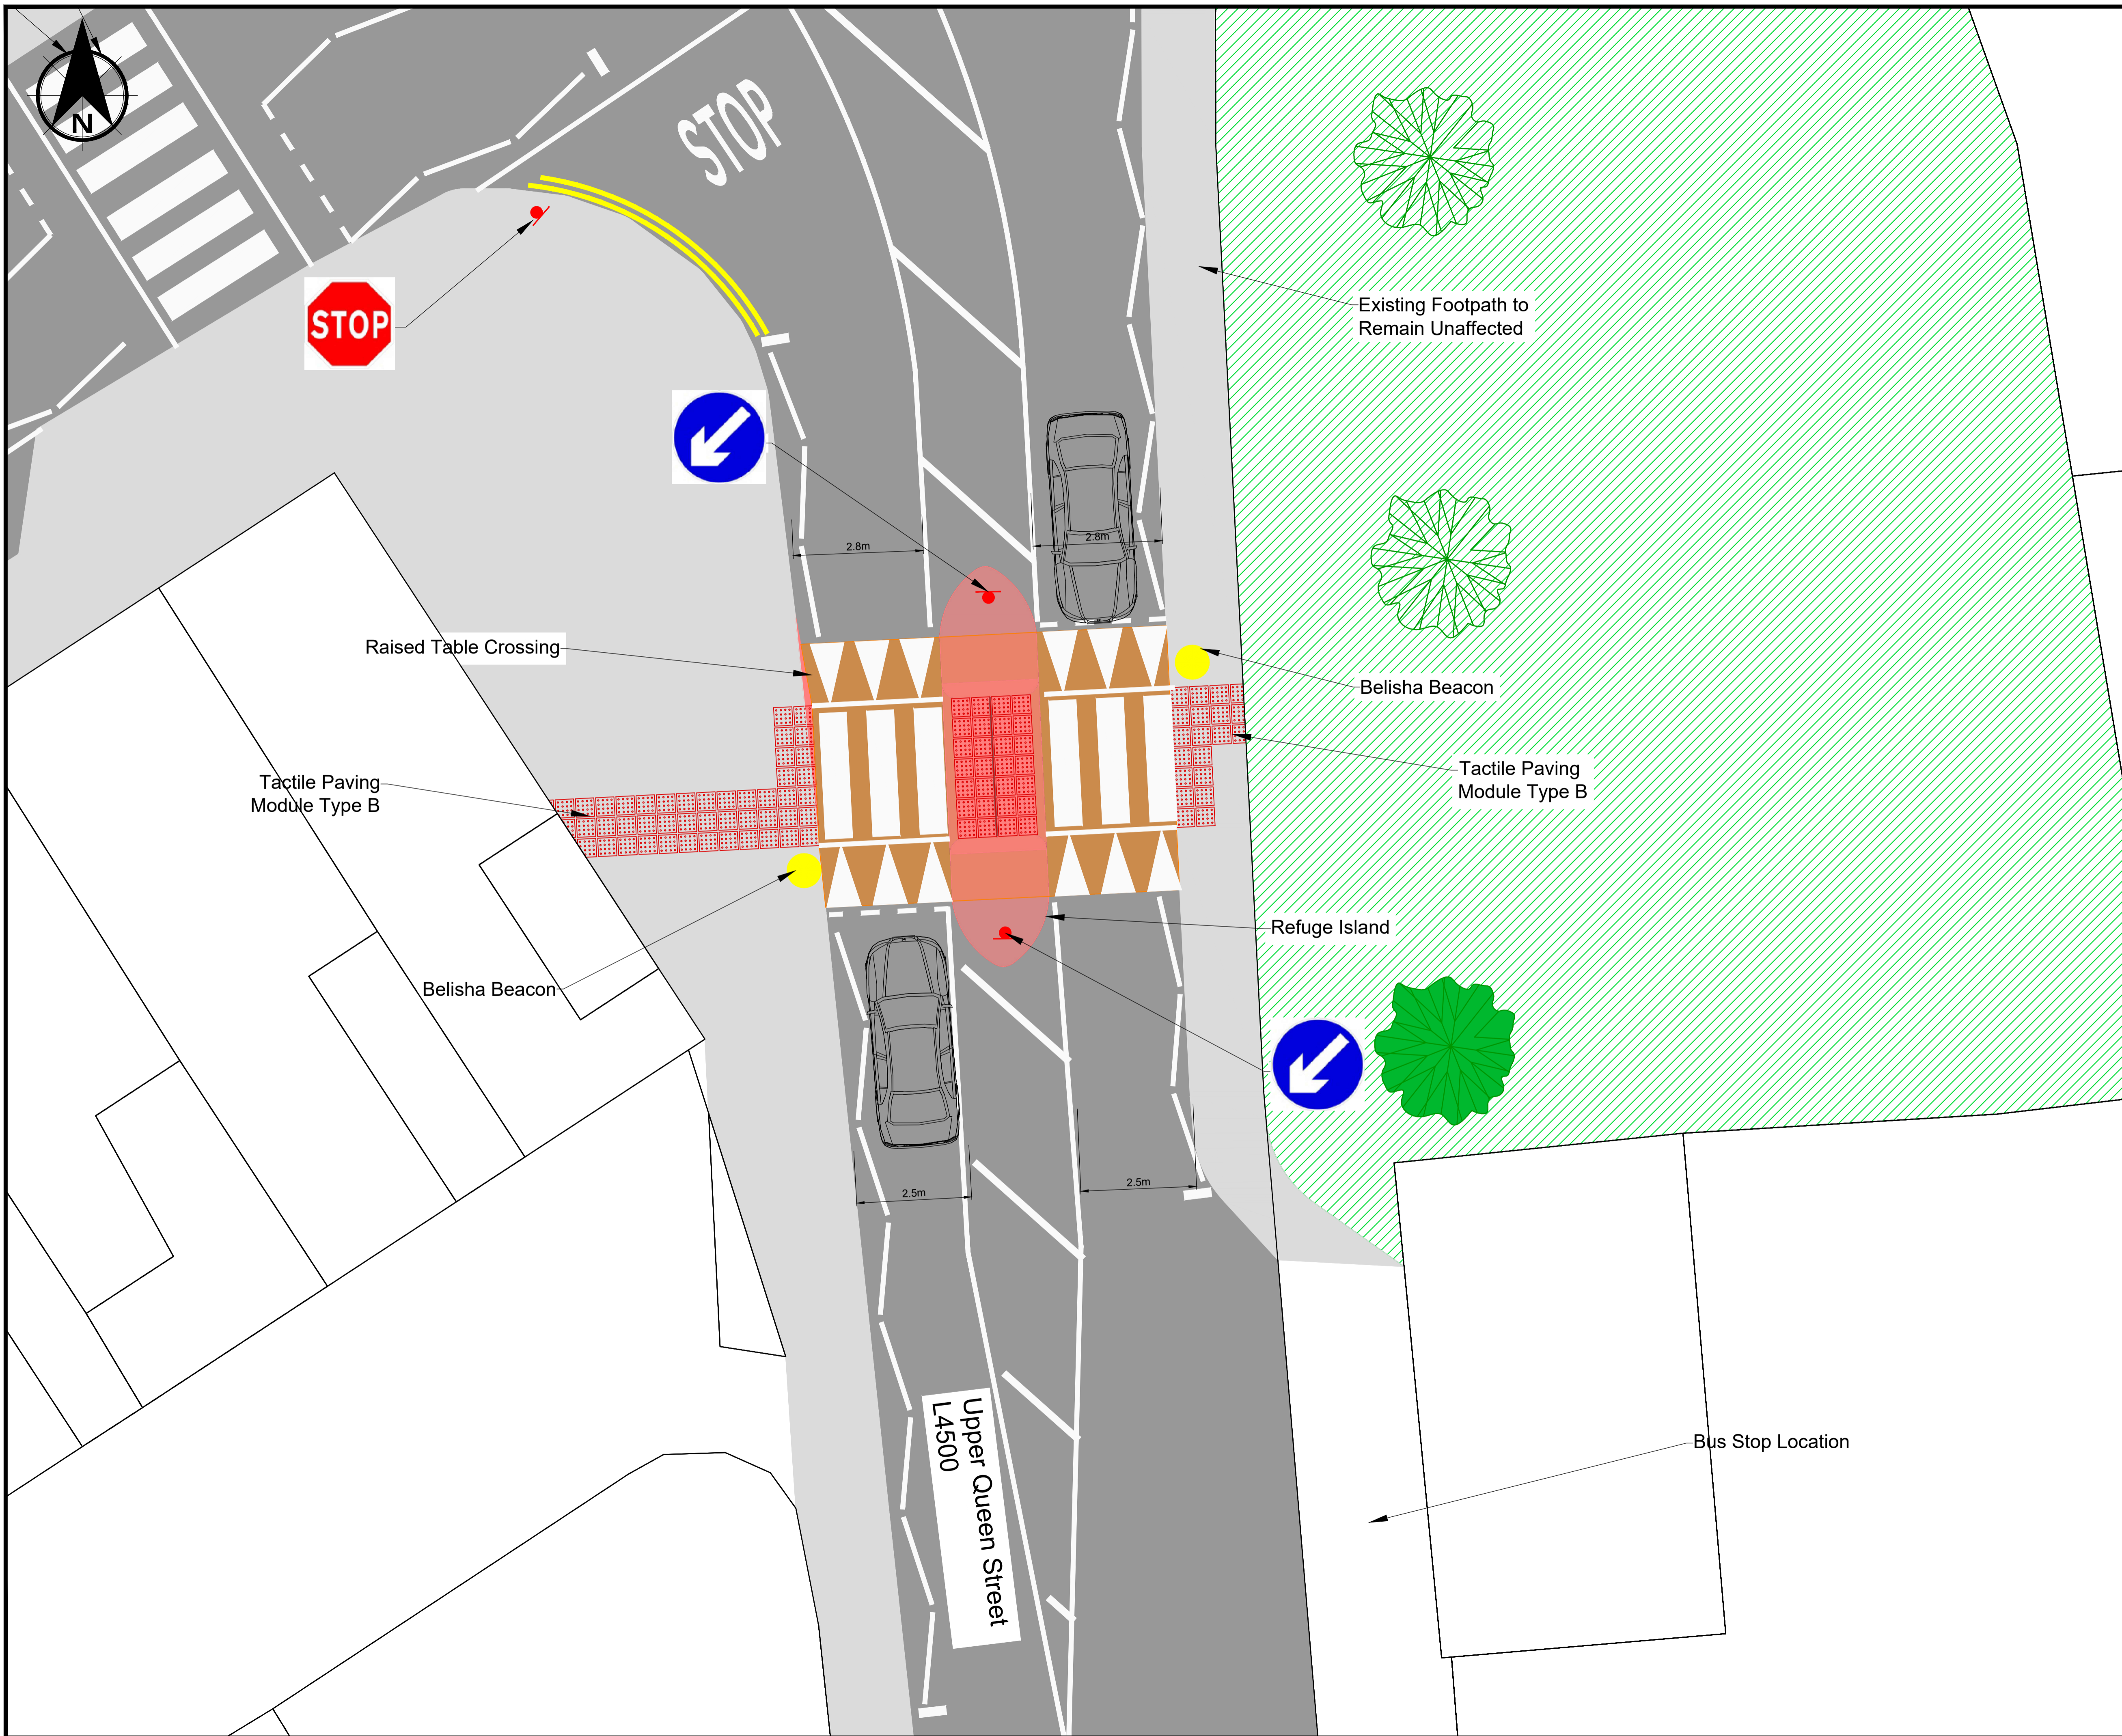 N
STOP
STOP
Existing Footpath to
Remain Unaffected
2.8m
2.8m
Raised Table Crossing
Belisha Beacon
Tactile Paving
Module Type B
Tactile Paving
Module Type B
Refuge Island
Belisha Beacon
2.5m
2.5m
Upper Queen Street
L4500
Bus Stop Location